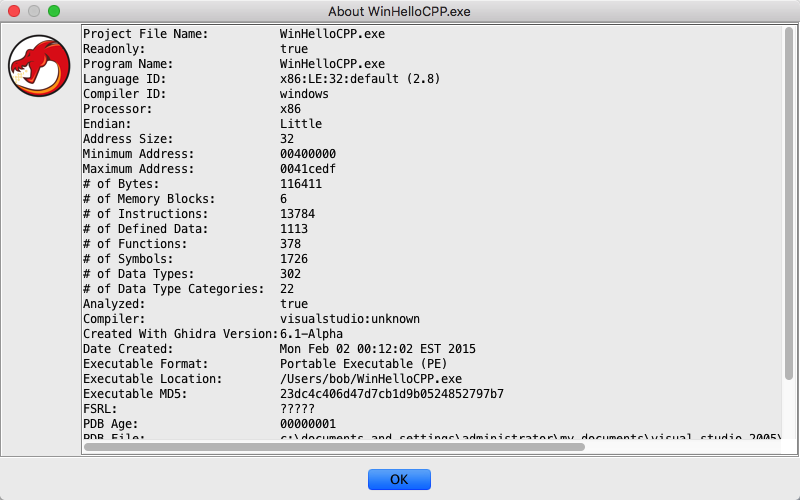 About WinHelloCPP.exe
Project File Name: WinHelloCPP.exe
Readonly: true
Program Name: WinHelloCPP.exe
Language ID: x86:LE:32:default (2.8)
Compiler ID: windows
Processor: x86
Endian: Little
Address Size: 32
Minimum Address: 00400000
Maximum Address: 0041cedf
# of Bytes: 116411
# of Memory Blocks: 6
# of Instructions: 13784
# of Defined Data: 1113
# of Functions: 378
# of Symbols: 1726
# of Data Types: 302
# of Data Type Categories: 22
Analyzed: true
Compiler: visualstudio:unknown
Created With Ghidra Version: 6.1-Alpha
Date Created: Mon Feb 02 00:12:02 EST 2015
Executable Format: Portable Executable (PE)
Executable Location: /Users/bob/WinHelloCPP.exe
Executable MD5: 23dc4c406d47d7cb1d9b0524852797b7
FSRL: ?????
PDB Age: 00000001
PDB File: c:\documents and settings\administrator\my documents\visual studio 2005\
OK